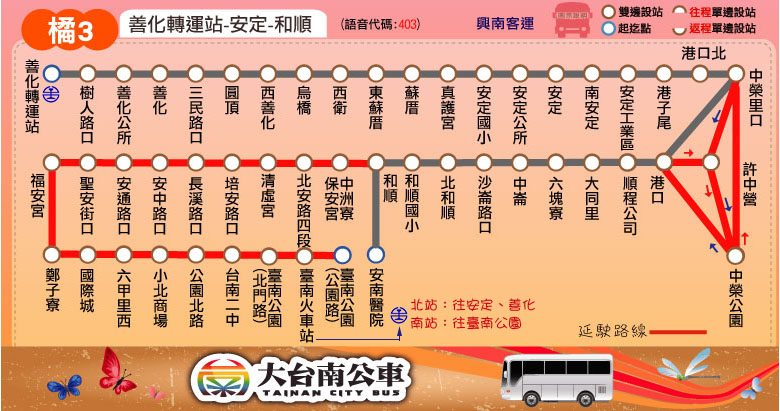 橘3
善化轉運站-安定-和順
(語音代碼:403)
興南客運
雙邊設站
往程單邊設站
起迄點
返程單邊設站
善化轉運站
樹人路口
善化公所
善化
三民路口
圓頂
西善化
烏橋
西衛
東蘇厝
蘇厝
真護宮
安定國小
安定公所
安定
南安定
安定工業區
港子尾
港口北
中榮里口
福安宮
聖安街口
安通路口
安中路口
長溪路口
培安路口
清虛宮
北安路四段
中洲寮
保安宮
和順
和順國小
北和順
沙崙路口
中崙
六塊寮
大同里
順程公司
港口
許中營
鄭子寮
國際城
六甲里西
小北商場
公園北路
台南二中
臺南公園
(北門路)
臺南火車站
臺南公園
(公園路)
安南醫院
中榮公園
北站：往安定、善化
南站：往臺南公園
延駛路線
大台南公車
TAINAN CITY BUS